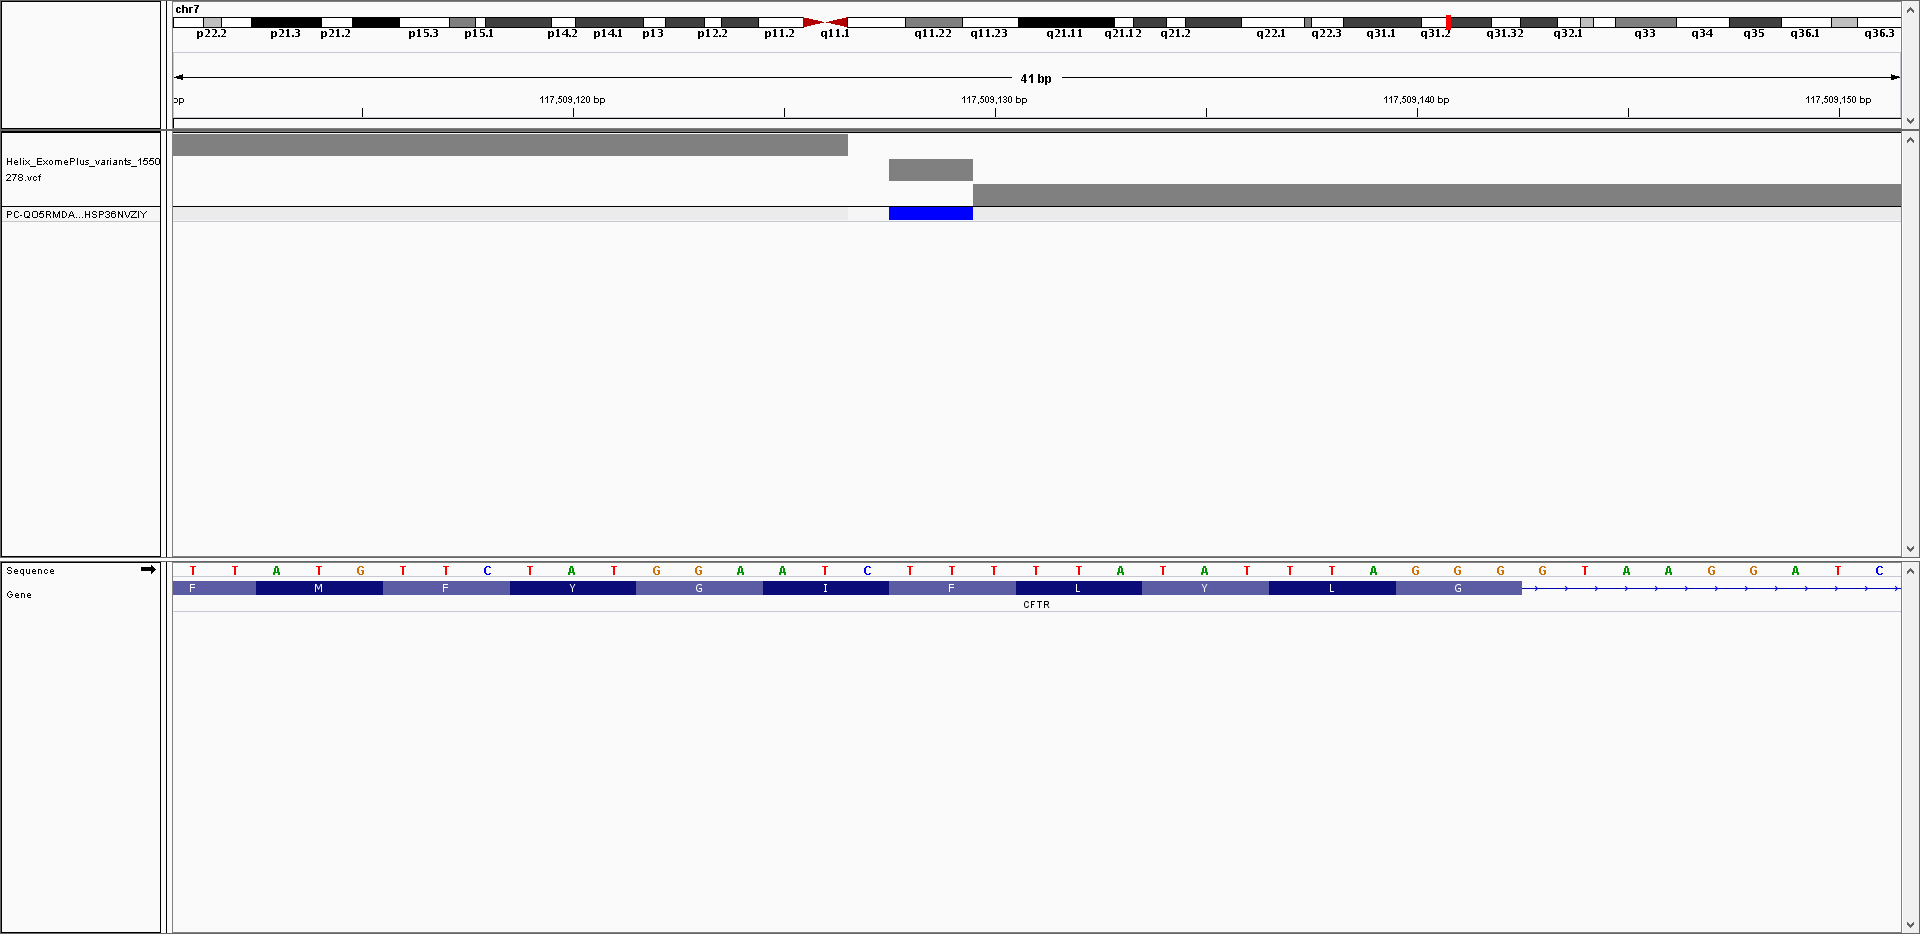 chr7
p22.2 p21.3 p21.2 p15.3 p15.1 p14.2 p14.1 p13 p12.2 p11.2 q11.1 q11.22 q11.23 q21.11 q21.12 q21.2 q22.1 q22.3 q31.1 q31.2 q31.32 q32.1 q33 q34 q35 q36.1 q36.3
41 bp
bp 117,509,120 bp 117,509,130 bp 117,509,140 bp 117,509,150 bp
Helix_ExomePlus_variants_1550
278.vcf
PC-QO5RMDA...HSP36NVZIY
Sequence T T A T G T T C T A T G G A A T C T T T T T A T A T T T A G G G G T A A G G A T C
Gene F M F Y G I F L Y L G
CFTR